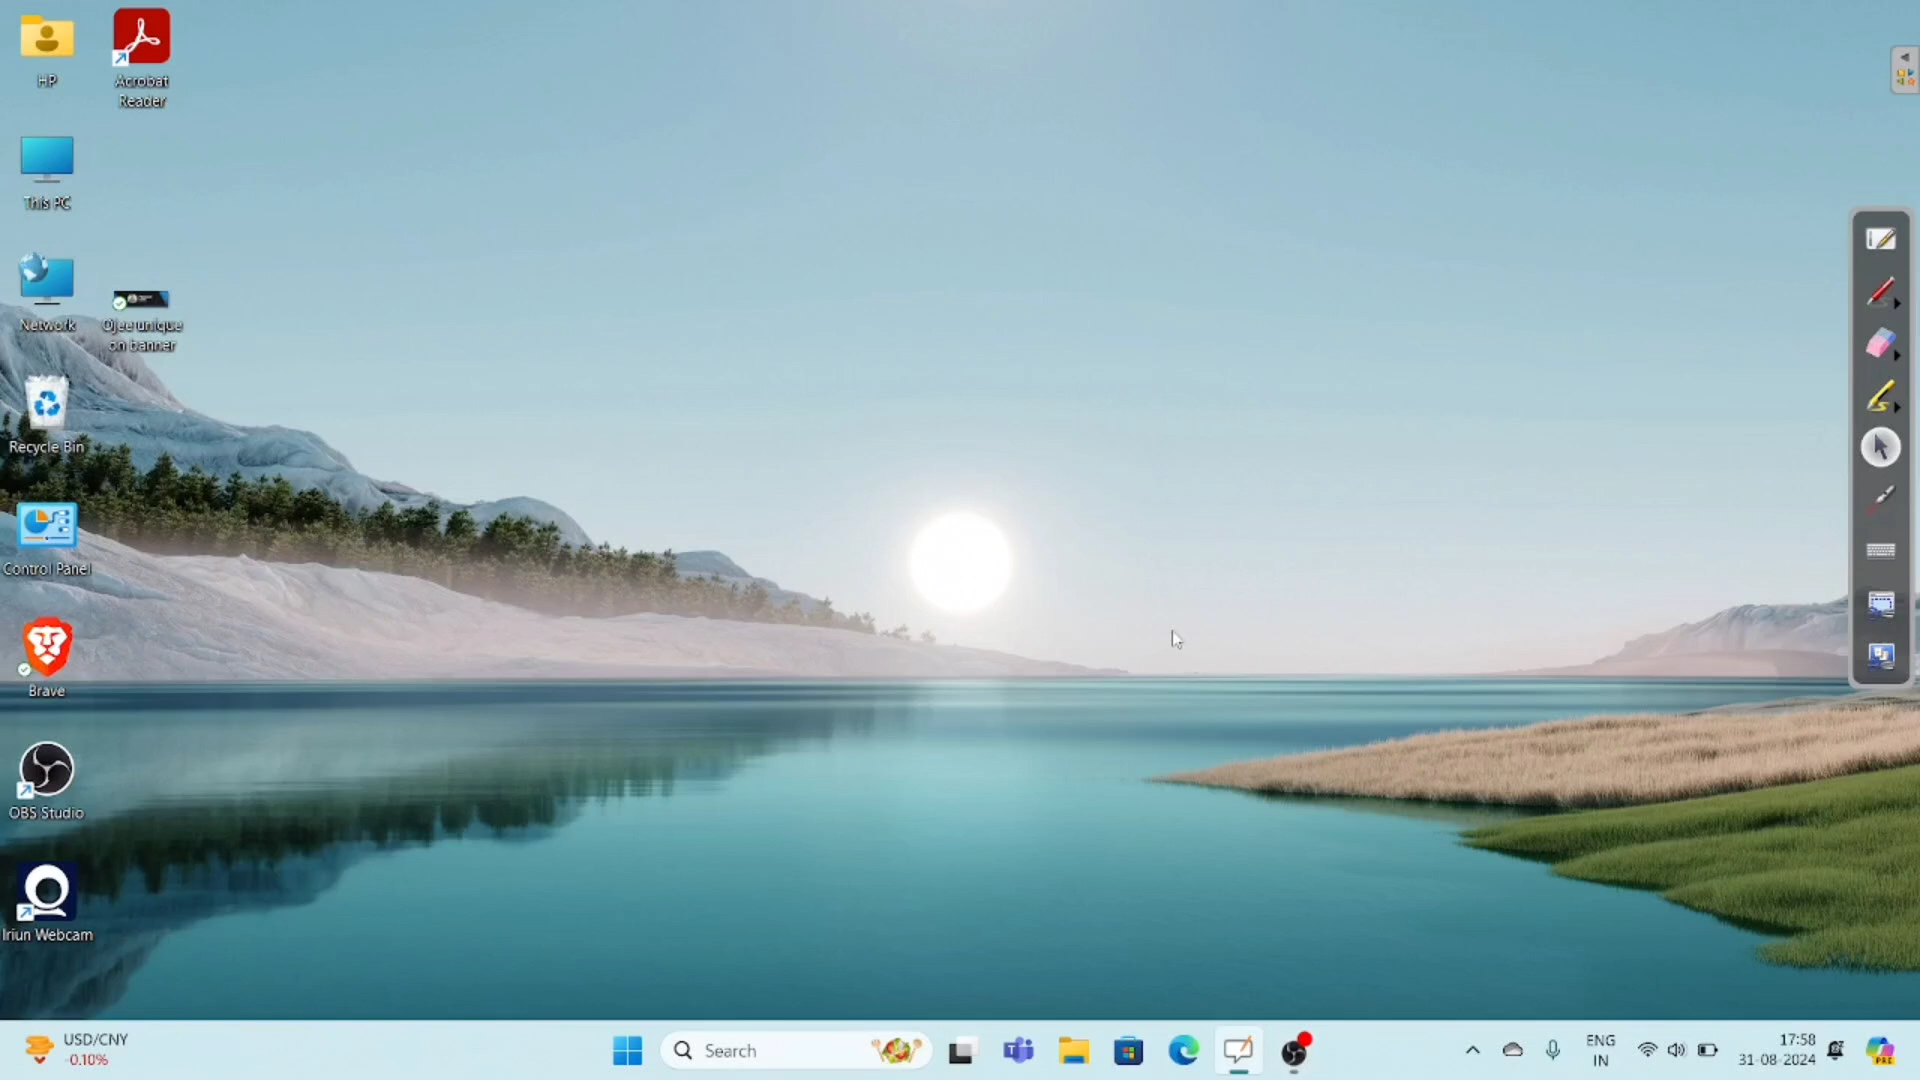 HP
Acrobat
Reader
This PC
Network
Ojee unique
on banner
Recycle Bin
Control Panel
Brave
OBS Studio
Iriun Webcam
USD/CNY
-0.10%
Search
ENG
IN
17:58
31-08-2024
PRE